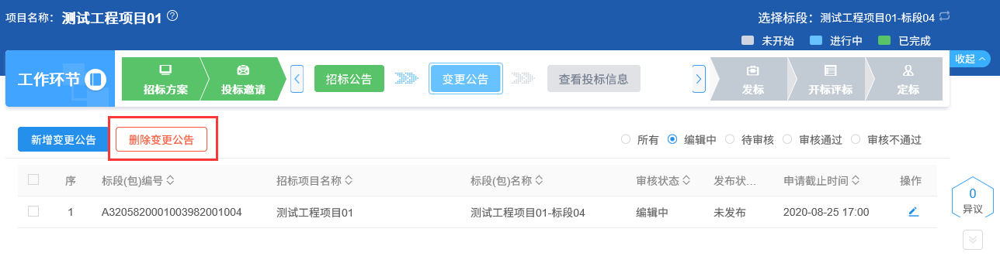 项目名称: 测试工程项目01
选择标段: 测试工程项目01-标段04
未开始 进行中 已完成
收起
工作环节 招标方案 投标邀请 招标公告 变更公告 查看投标信息 发标 开标评标 定标
新增变更公告 删除变更公告 所有 编辑中 待审核 审核通过 审核不通过
序 标段(包)编号 招标项目名称 标段(包)名称 审核状态 发布状... 申请截止时间 操作
1 A3205820001003982001004 测试工程项目01 测试工程项目01-标段04 编辑中 未发布 2020-08-25 17:00
0
异议